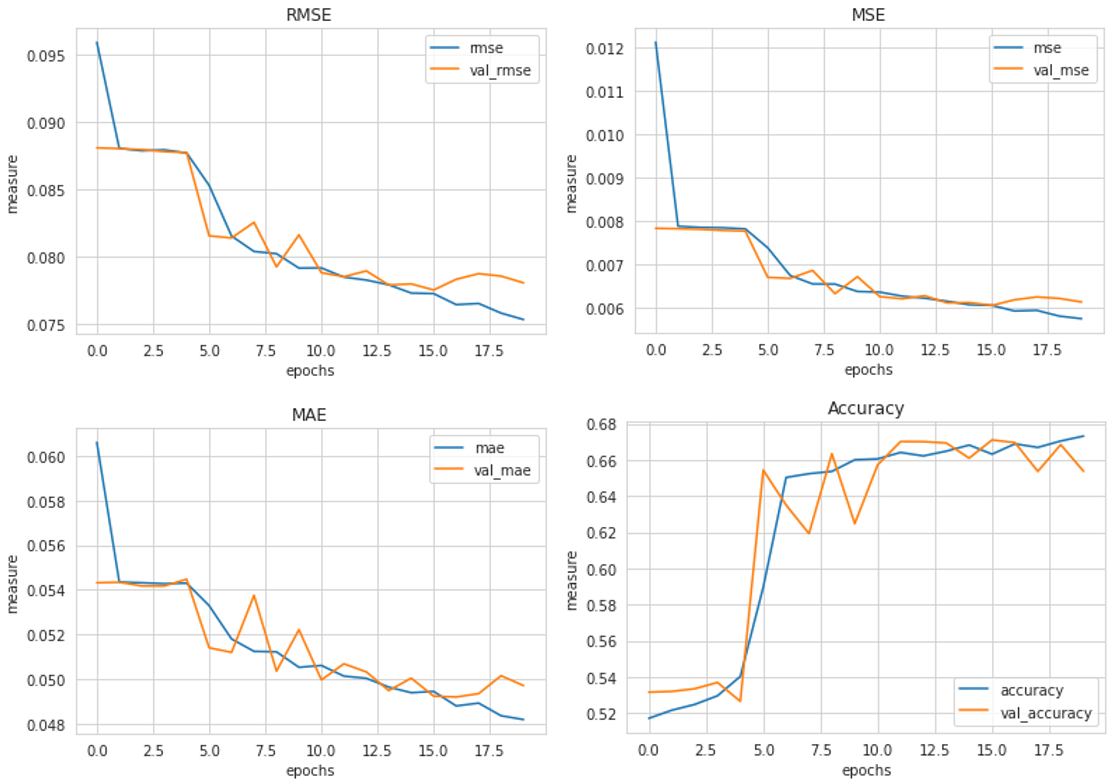 RMSE
0.095
0.090
0.085
0.080
0.075
measure
rmse
val_rmse
0.0 2.5 5.0 7.5 10.0 12.5 15.0 17.5
epochs
MSE
0.012
0.011
0.010
0.009
0.008
0.007
0.006
measure
mse
val_mse
0.0 2.5 5.0 7.5 10.0 12.5 15.0 17.5
epochs
MAE
0.060
0.058
0.056
0.054
0.052
0.050
0.048
measure
mae
val_mae
0.0 2.5 5.0 7.5 10.0 12.5 15.0 17.5
epochs
Accuracy
0.68
0.66
0.64
0.62
0.60
0.58
0.56
0.54
0.52
measure
accuracy
val_accuracy
0.0 2.5 5.0 7.5 10.0 12.5 15.0 17.5
epochs